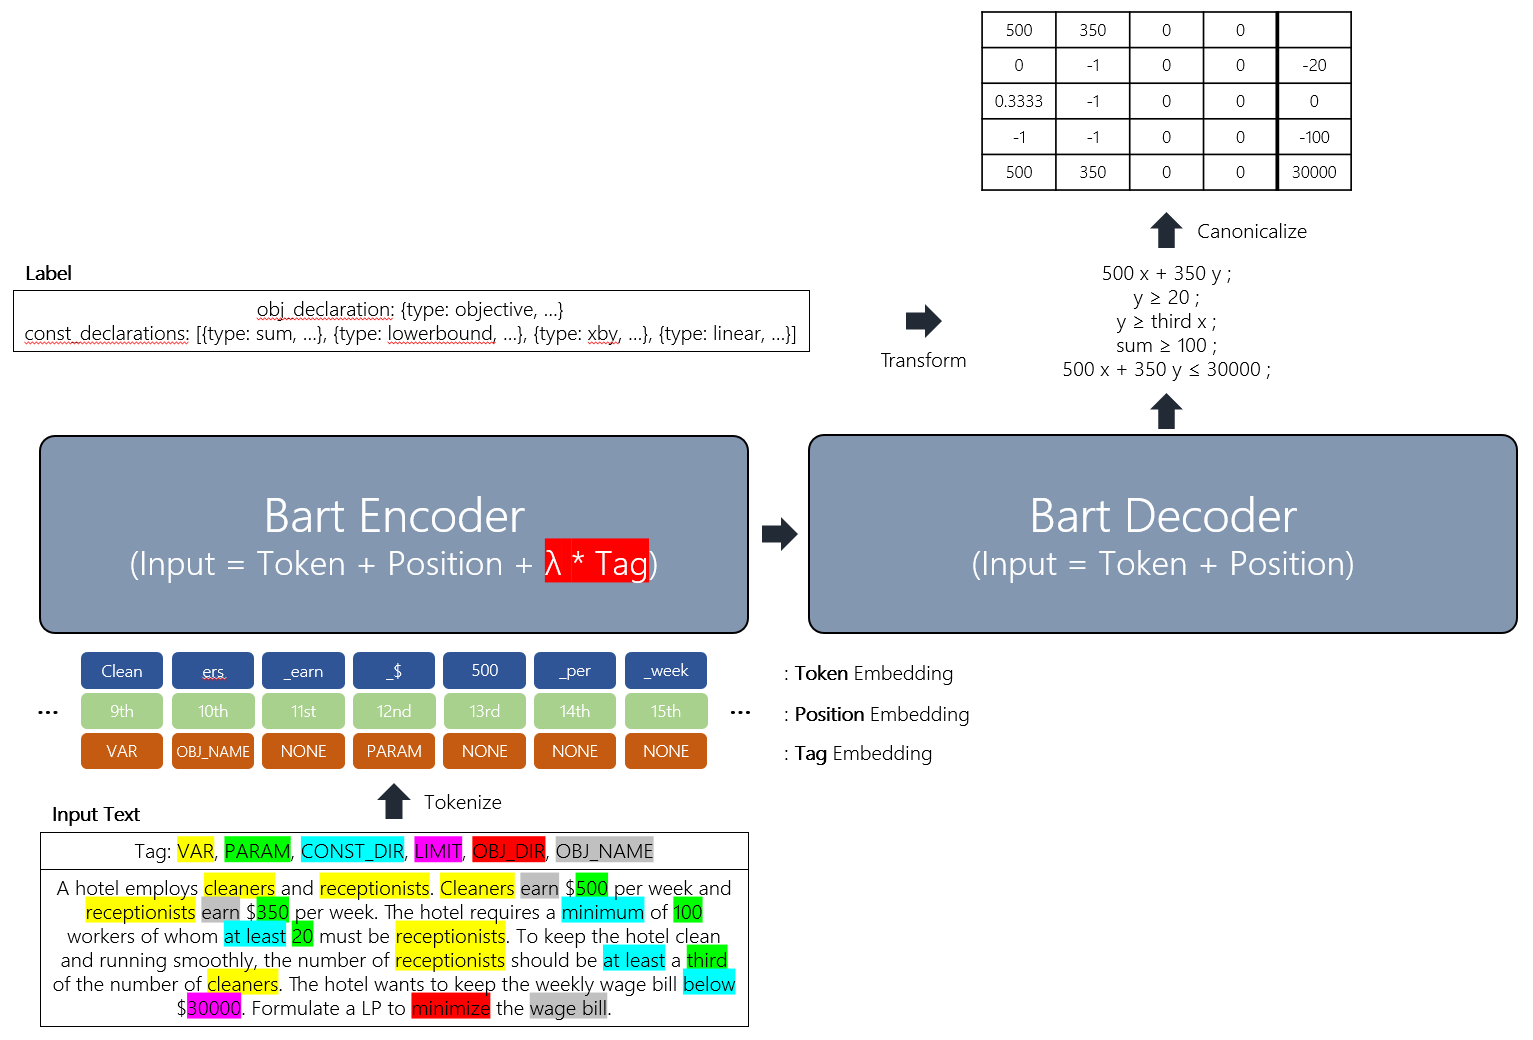 500 350 0 0
0 -1 0 0 -20
0.3333 -1 0 0 0
-1 -1 0 0 -100
500 350 0 0 30000
Canonicalize
Label
obj_declaration: {type: objective, ...}
const_declarations: [{type: sum, ...}, {type: lowerbound, ...}, {type: xby, ...}, {type: linear, ...}]
Transform
500 x + 350 y ;
y ≥ 20 ;
y ≥ third x ;
sum ≥ 100 ;
500 x + 350 y ≤ 30000 ;
Bart Encoder
(Input = Token + Position + λ * Tag)
Bart Decoder
(Input = Token + Position)
Clean ers _earn _$ 500 _per _week
: Token Embedding
... 9th 10th 11st 12nd 13rd 14th 15th ...
: Position Embedding
VAR OBJ_NAME NONE PARAM NONE NONE NONE
: Tag Embedding
Tokenize
Input Text
Tag: VAR, PARAM, CONST_DIR, LIMIT, OBJ_DIR, OBJ_NAME
A hotel employs cleaners and receptionists. Cleaners earn $500 per week and
receptionists earn $350 per week. The hotel requires a minimum of 100
workers of whom at least 20 must be receptionists. To keep the hotel clean
and running smoothly, the number of receptionists should be at least a third
of the number of cleaners. The hotel wants to keep the weekly wage bill below
$30000. Formulate a LP to minimize the wage bill.